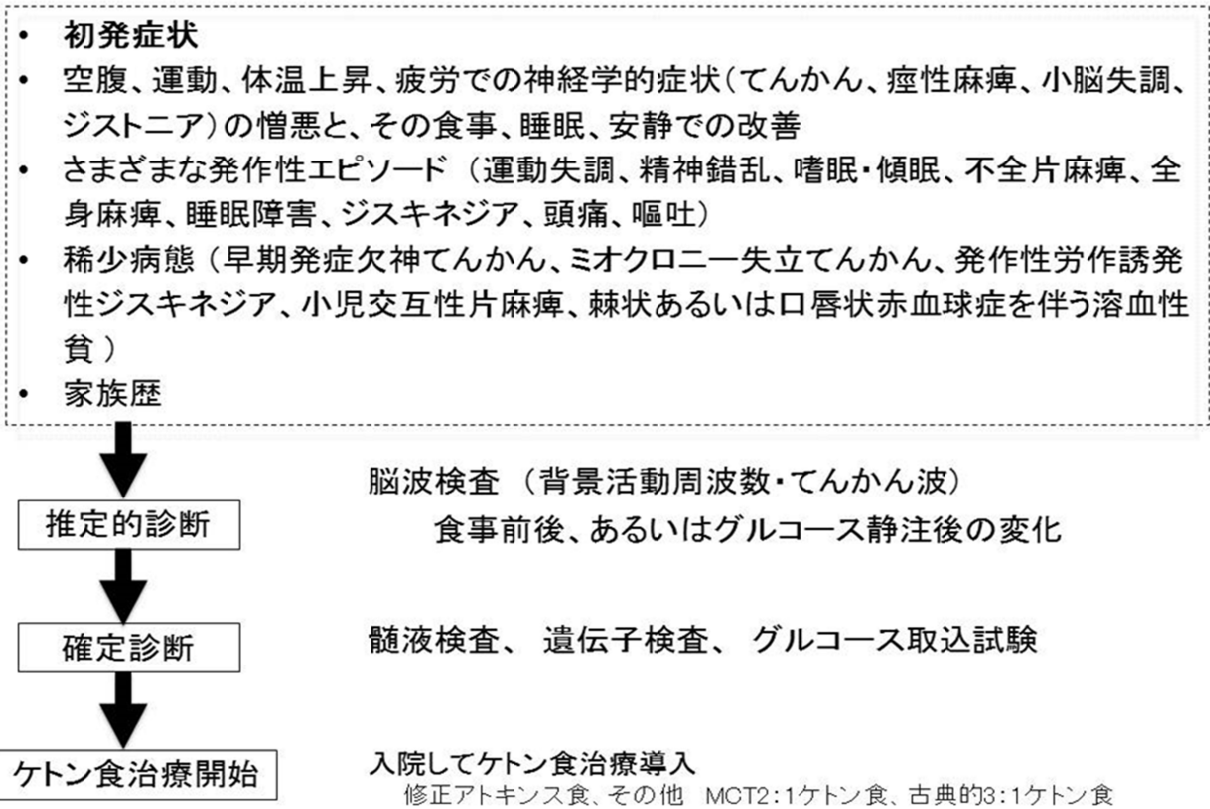 • 初発症状
• 空腹、運動、体温上昇、疲労での神経学的症状(てんかん、痙性麻痺、小脳失調、
ジストニア)の憎悪と、その食事、睡眠、安静での改善
• さまざまな発作性エピソード (運動失調、精神錯乱、嗜眠・傾眠、不全片麻痺、全
身麻痺、睡眠障害、ジスキネジア、頭痛、嘔吐)
• 稀少病態 (早期発症欠神てんかん、ミオクロニー失立てんかん、発作性労作誘発
性ジスキネジア、小児交互性片麻痺、棘状あるいは口唇状赤血球症を伴う溶血性
貧 )
• 家族歴
脳波検査 (背景活動周波数・てんかん波)
推定的診断
食事前後、あるいはグルコース静注後の変化
確定診断
髄液検査、 遺伝子検査、 グルコース取込試験
ケトン食治療開始
入院してケトン食治療導入
修正アトキンス食、その他 MCT2:1ケトン食、古典的3:1ケトン食